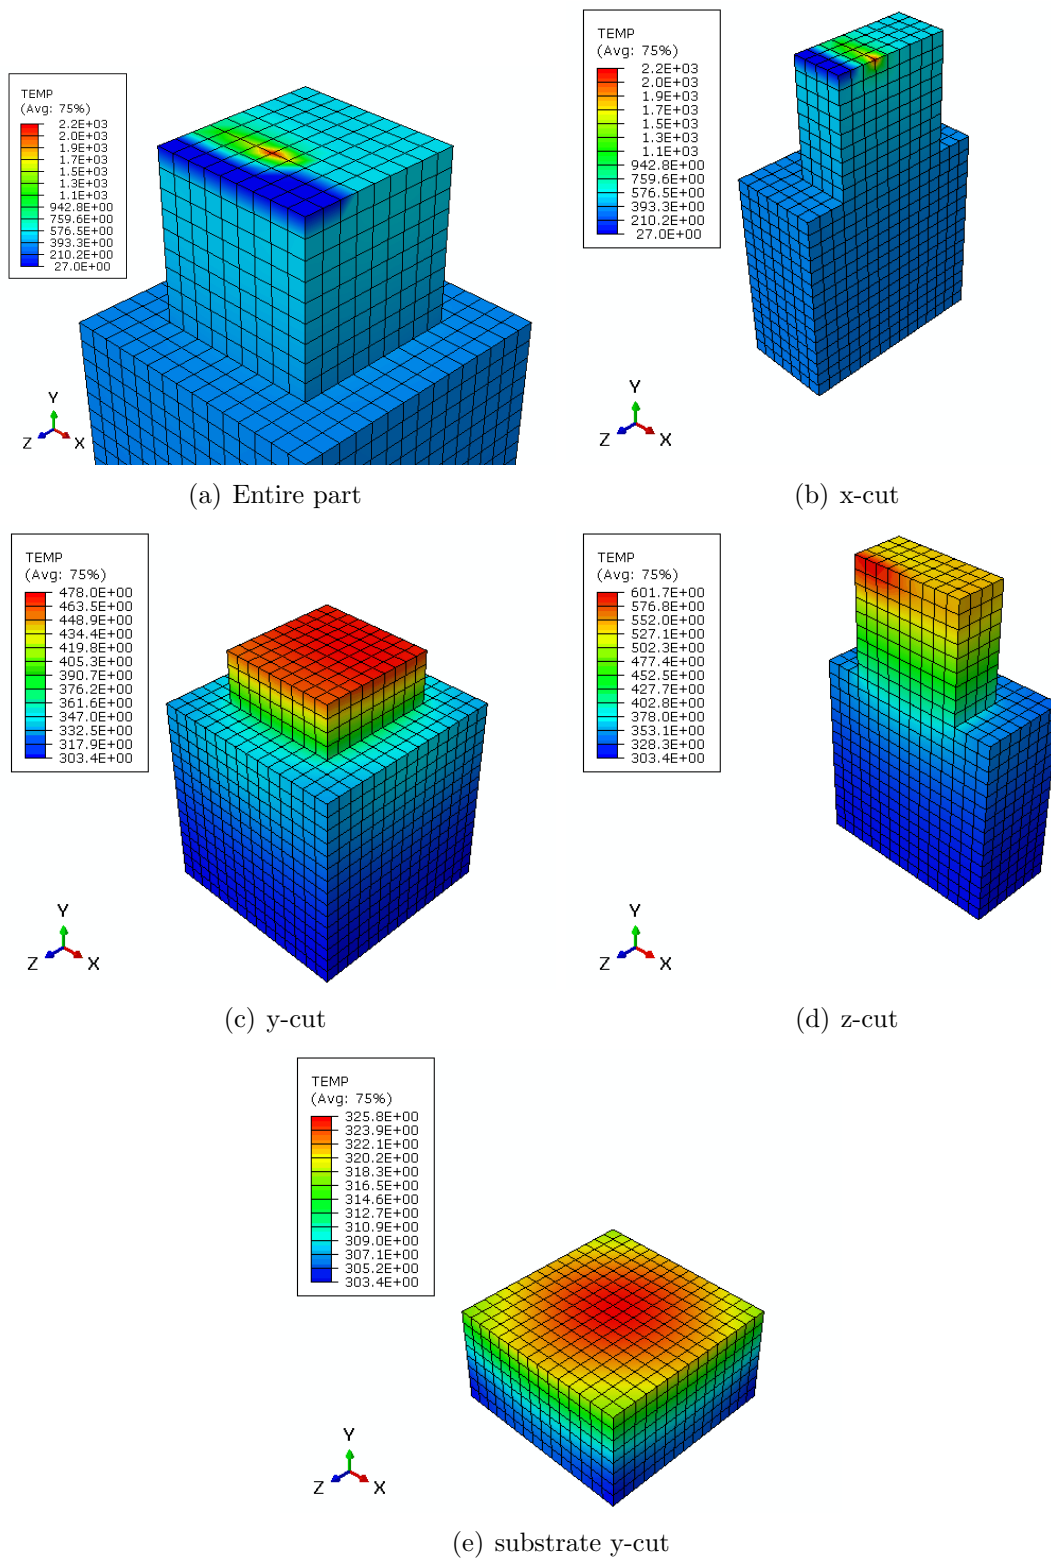 TEMP
(Avg: 75%)
2.2E+03
2.0E+03
1.9E+03
1.7E+03
1.5E+03
1.3E+03
1.1E+03
942.8E+00
759.6E+00
576.5E+00
393.3E+00
210.2E+00
27.0E+00
Y
Z
X
(a) Entire part
TEMP
(Avg: 75%)
2.2E+03
2.0E+03
1.9E+03
1.7E+03
1.5E+03
1.3E+03
1.1E+03
942.8E+00
759.6E+00
576.5E+00
393.3E+00
210.2E+00
27.0E+00
Y
Z
X
(b) x-cut
TEMP
(Avg: 75%)
478.0E+00
463.5E+00
448.9E+00
434.4E+00
419.8E+00
405.3E+00
390.7E+00
376.2E+00
361.6E+00
347.0E+00
332.5E+00
317.9E+00
303.4E+00
Y
Z
X
(c) y-cut
TEMP
(Avg: 75%)
601.7E+00
576.8E+00
552.0E+00
527.1E+00
502.3E+00
477.4E+00
452.5E+00
427.7E+00
402.8E+00
378.0E+00
353.1E+00
328.3E+00
303.4E+00
Y
Z
X
(d) z-cut
TEMP
(Avg: 75%)
325.8E+00
323.9E+00
322.1E+00
320.2E+00
318.3E+00
316.5E+00
314.6E+00
312.7E+00
310.9E+00
309.0E+00
307.1E+00
305.2E+00
303.4E+00
Y
Z
X
(e) substrate y-cut